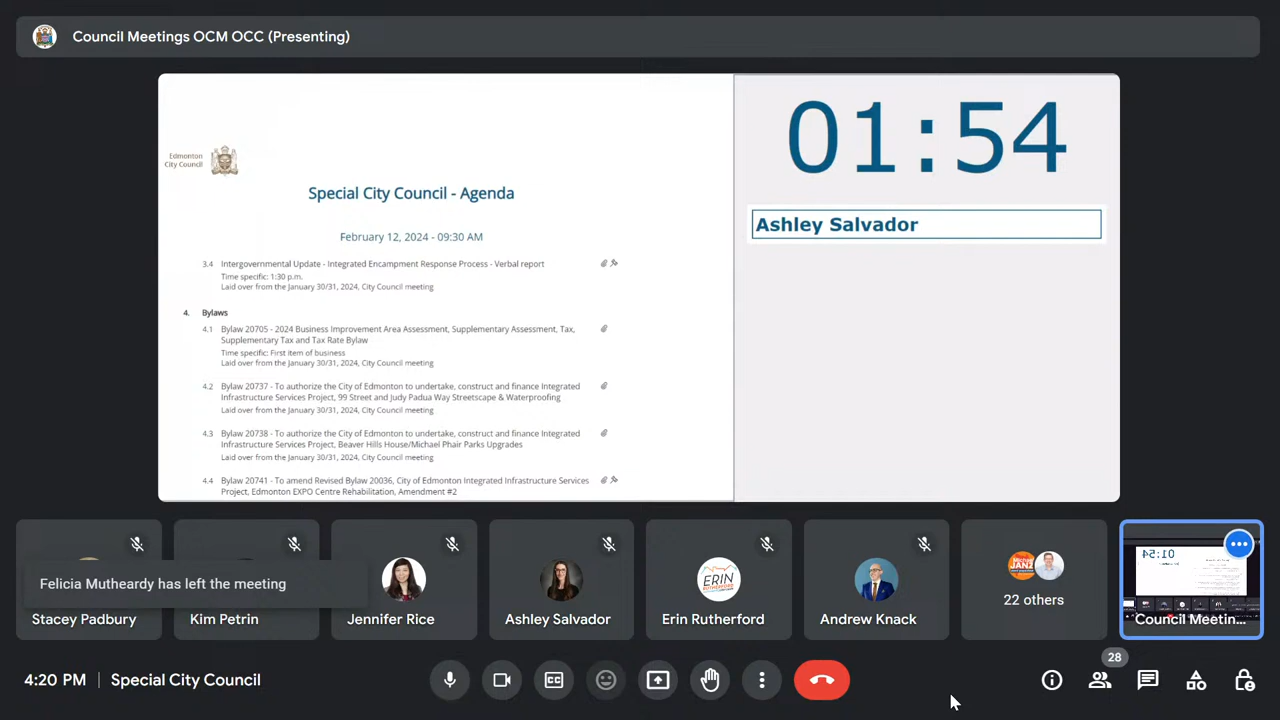 Council Meetings OCM OCC (Presenting)
Edmonton
City Council
Special City Council - Agenda
February 12, 2024 - 09:30 AM
3.4 Intergovernmental Update - Integrated Encampment Response Process - Verbal report
Time specific: 1:30 p.m.
Laid over from the January 30/31, 2024, City Council meeting
4. Bylaws
4.1 Bylaw 20705 - 2024 Business Improvement Area Assessment, Supplementary Assessment, Tax,
Supplementary Tax and Tax Rate Bylaw
Time specific: First item of business
Laid over from the January 30/31, 2024, City Council meeting
4.2 Bylaw 20737 - To authorize the City of Edmonton to undertake, construct and finance Integrated
Infrastructure Services Project, 99 Street and Judy Padua Way Streetscape & Waterproofing
Laid over from the January 30/31, 2024, City Council meeting
4.3 Bylaw 20738 - To authorize the City of Edmonton to undertake, construct and finance Integrated
Infrastructure Services Project, Beaver Hills House/Michael Phair Parks Upgrades
Laid over from the January 30/31, 2024, City Council meeting
4.4 Bylaw 20741 - To amend Revised Bylaw 20036, City of Edmonton Integrated Infrastructure Services
Project, Edmonton EXPO Centre Rehabilitation, Amendment #2
01:54
Ashley Salvador
Felicia Mutheardy has left the meeting
Stacey Padbury
Kim Petrin
Jennifer Rice
Ashley Salvador
ERIN
RUTHERFORD
Erin Rutherford
Andrew Knack
JANZ
22 others
01:54
Council Meetin...
4:20 PM | Special City Council
28